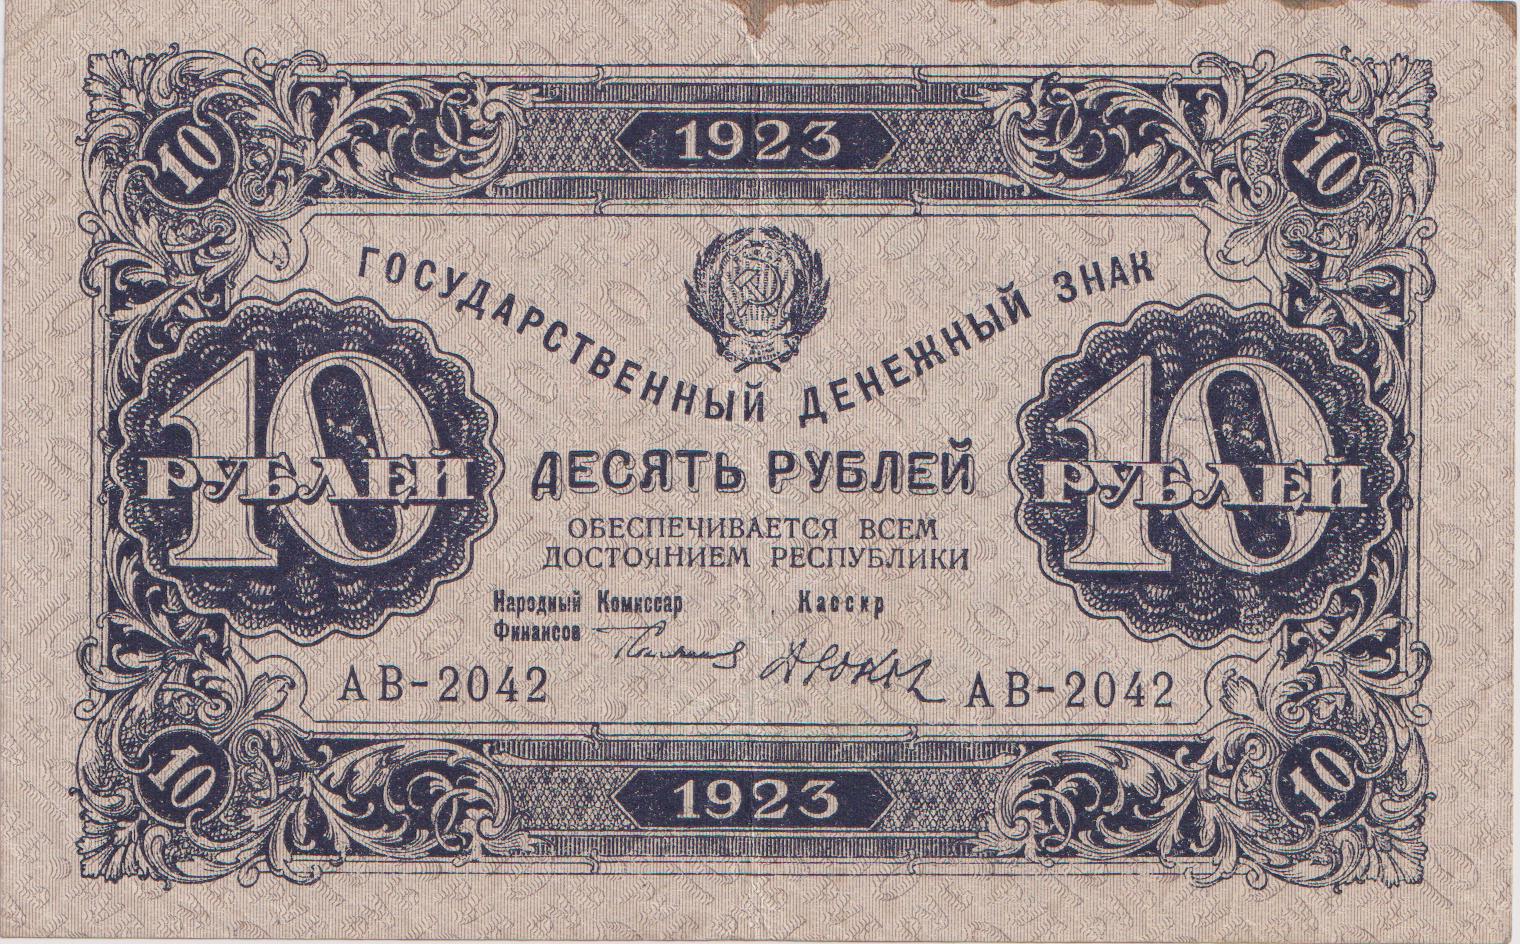 10 1923 10
ГОСУДАРСТВЕННЫЙ ДЕНЕЖНЫЙ ЗНАК
10 РУБЛЕЙ
ДЕСЯТЬ РУБЛЕЙ
10 РУБЛЕЙ
ОБЕСПЕЧИВАЕТСЯ ВСЕМ
ДОСТОЯНИЕМ РЕСПУБЛИКИ
Народный Комиссар
Финансов
Кассир
АВ-2042
АВ-2042
10 1923 10